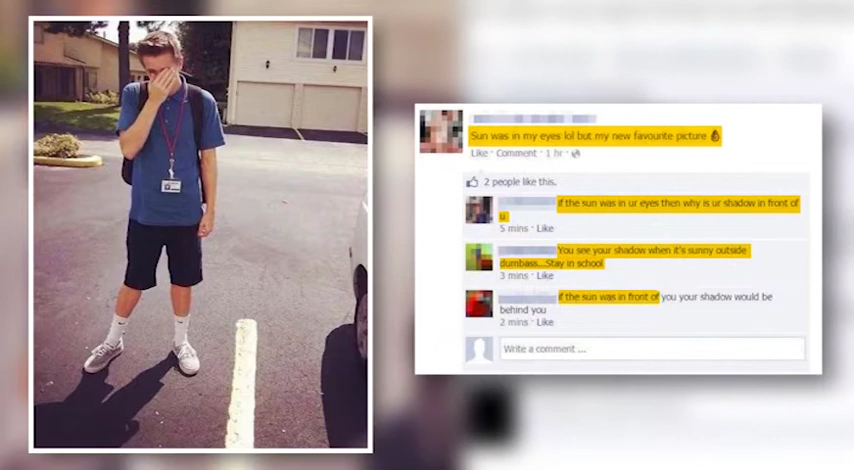 Sun was in my eyes lol but my new favourite picture
Like · Comment · 1 hr ·
2 people like this.
if the sun was in ur eyes then why is ur shadow in front of
u
5 mins · Like
You see your shadow when it's sunny outside
dumbass...Stay in school
3 mins · Like
if the sun was in front of you your shadow would be
behind you
2 mins · Like
Write a comment ...